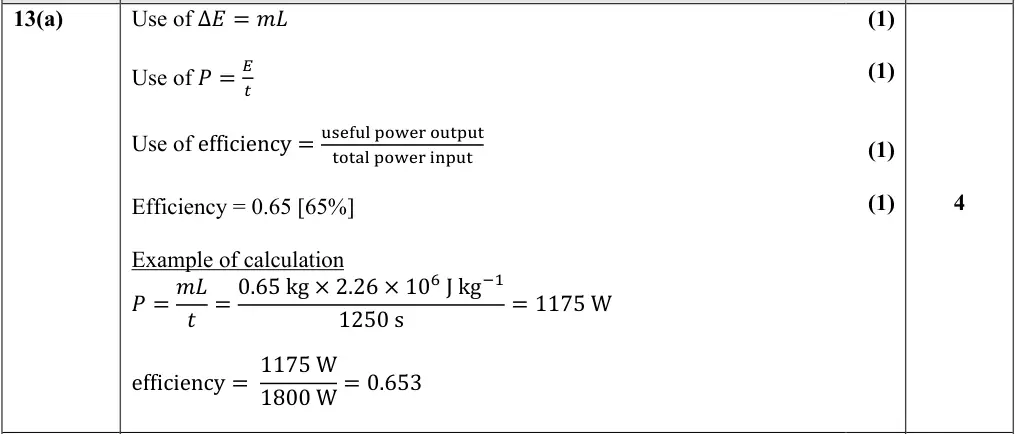 13(a) Use of ΔE = mL (1)
Use of P = E/t (1)
Use of efficiency = useful power output/total power input (1)
Efficiency = 0.65 [65%] (1) 4
Example of calculation
P = mL/t = 0.65 kg × 2.26 × 10⁶ J kg⁻¹/1250 s = 1175 W
efficiency = 1175 W/1800 W = 0.653